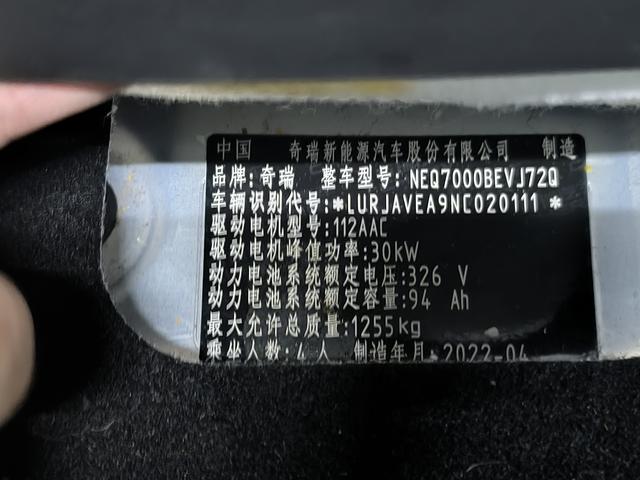 中国 奇瑞新能源汽车股份有限公司 制造
品牌:奇瑞 整车型号:NEQ7000BEVJ72Q
车辆识别代号:*LURJAVEA9NC020111*
驱动电机型号:112AAC
驱动电机峰值功率:30kW
动力电池系统额定电压:326 V
动力电池系统额定容量:94 Ah
最大允许总质量:1255kg
乘坐人数:4人 制造年月:2022-04